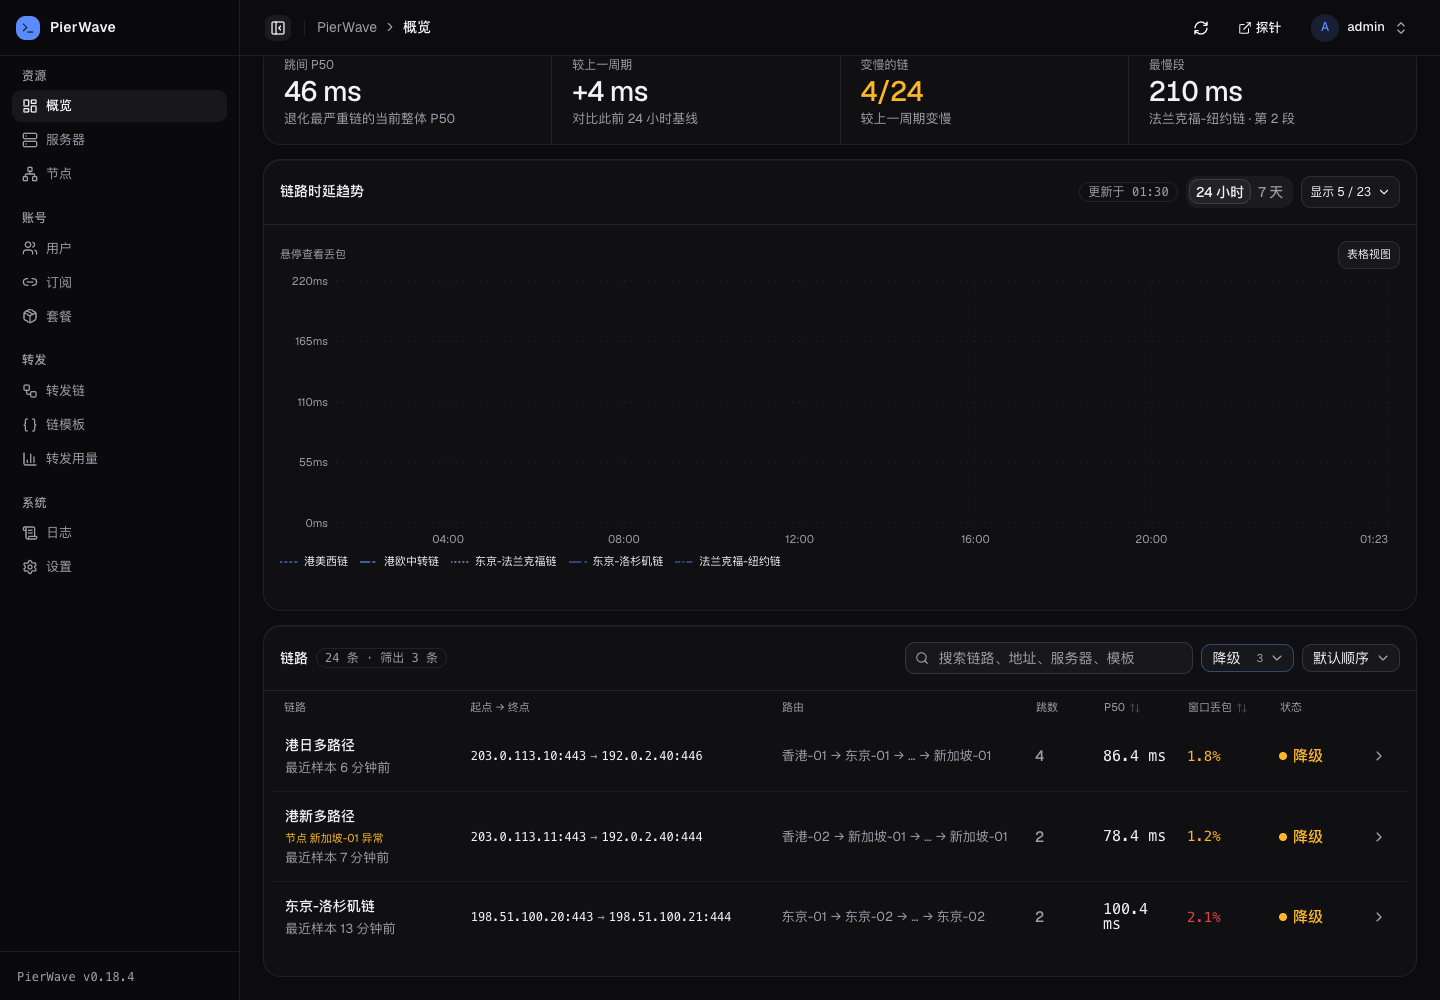 PierWave
PierWave > 概览
探针
A admin
资源
概览
服务器
节点
账号
用户
订阅
套餐
转发
转发链
链模板
转发用量
系统
日志
设置
PierWave v0.18.4
跳间 P50
46 ms
退化最严重链的当前整体 P50
较上一周期
+4 ms
对比此前 24 小时基线
变慢的链
4/24
较上一周期变慢
最慢段
210 ms
法兰克福-纽约链 · 第 2 段
链路时延趋势
更新于 01:30
24 小时 7 天
显示 5 / 23
悬停查看丢包
表格视图
220ms
165ms
110ms
55ms
0ms
04:00 08:00 12:00 16:00 20:00 01:23
港美西链 港欧中转链 东京-法兰克福链 东京-洛杉矶链 法兰克福-纽约链
链路 24 条 · 筛出 3 条
搜索链路、地址、服务器、模板
降级 3
默认顺序
链路 起点 → 终点 路由 跳数 P50 ↑↓ 窗口丢包 ↑↓ 状态
港日多路径
最近样本 6 分钟前
203.0.113.10:443 → 192.0.2.40:446
香港-01 → 东京-01 → … → 新加坡-01
4
86.4 ms
1.8%
降级
港新多路径
节点 新加坡-01 异常
最近样本 7 分钟前
203.0.113.11:443 → 192.0.2.40:444
香港-02 → 新加坡-01 → … → 新加坡-01
2
78.4 ms
1.2%
降级
东京-洛杉矶链
最近样本 13 分钟前
198.51.100.20:443 → 198.51.100.21:444
东京-01 → 东京-02 → … → 东京-02
2
100.4
ms
2.1%
降级